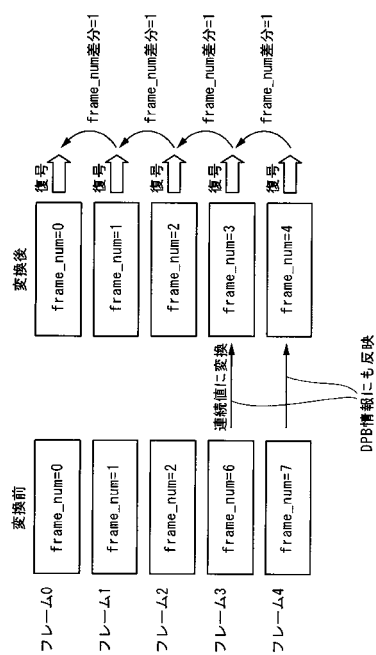 変換前
変換後
フレーム0
frame_num=0
frame_num=0
復号
フレーム1
frame_num=1
frame_num=1
復号
frame_num差分=1
フレーム2
frame_num=2
frame_num=2
復号
frame_num差分=1
フレーム3
frame_num=6
連続値に変換
frame_num=3
復号
frame_num差分=1
フレーム4
frame_num=7
frame_num=4
復号
frame_num差分=1
DPB情報にも反映